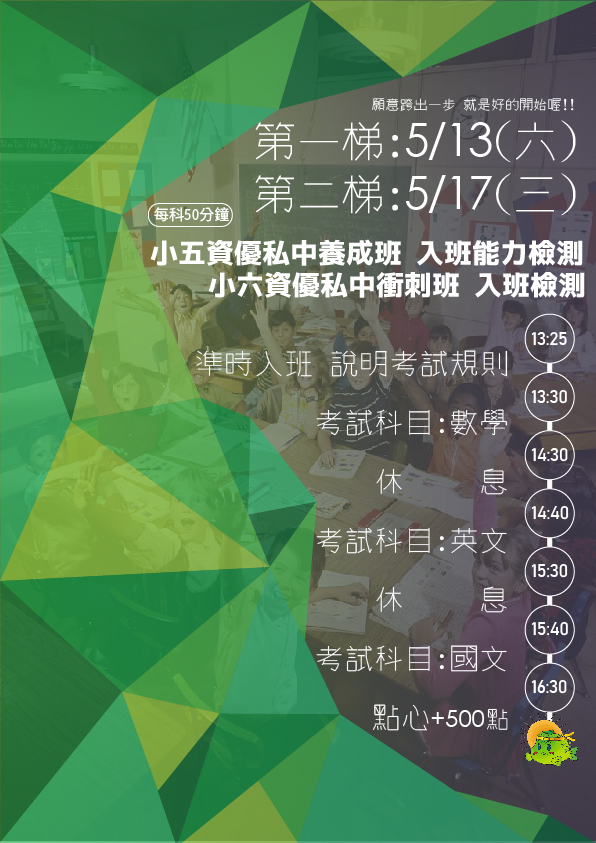 願意跨出一步 就是好的開始喔!!
第一梯:5/13(六)
第二梯:5/17(三)
每科50分鐘
小五資優私中養成班 入班能力檢測
小六資優私中衝刺班 入班檢測
13:25
準時入班 說明考試規則
13:30
考試科目:數學
14:30
休 息
14:40
考試科目:英文
15:30
休 息
15:40
考試科目:國文
16:30
點心+500點